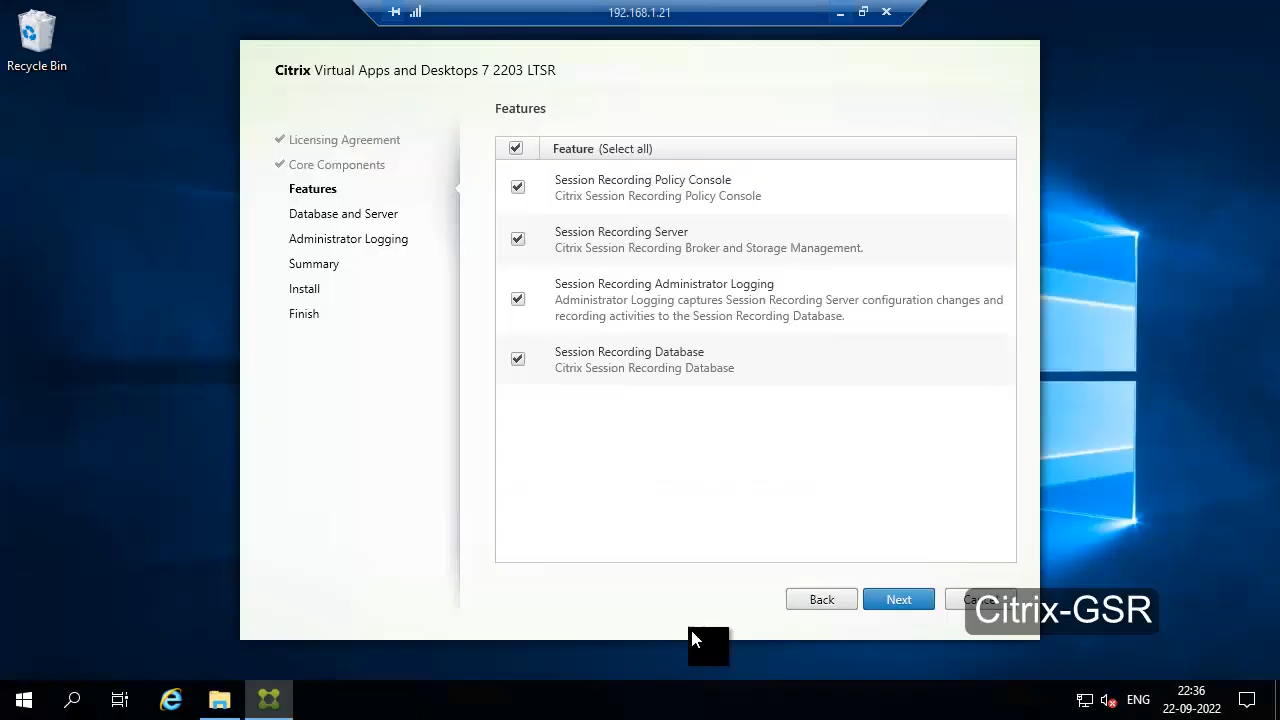 192.168.1.21
Recycle Bin
Citrix Virtual Apps and Desktops 7 2203 LTSR
Licensing Agreement
Core Components
Features
Database and Server
Administrator Logging
Summary
Install
Finish
Features
Feature (Select all)
Session Recording Policy Console
Citrix Session Recording Policy Console
Session Recording Server
Citrix Session Recording Broker and Storage Management.
Session Recording Administrator Logging
Administrator Logging captures Session Recording Server configuration changes and
recording activities to the Session Recording Database.
Session Recording Database
Citrix Session Recording Database
Back
Next
Citrix-GSR
ENG
22:36
22-09-2022